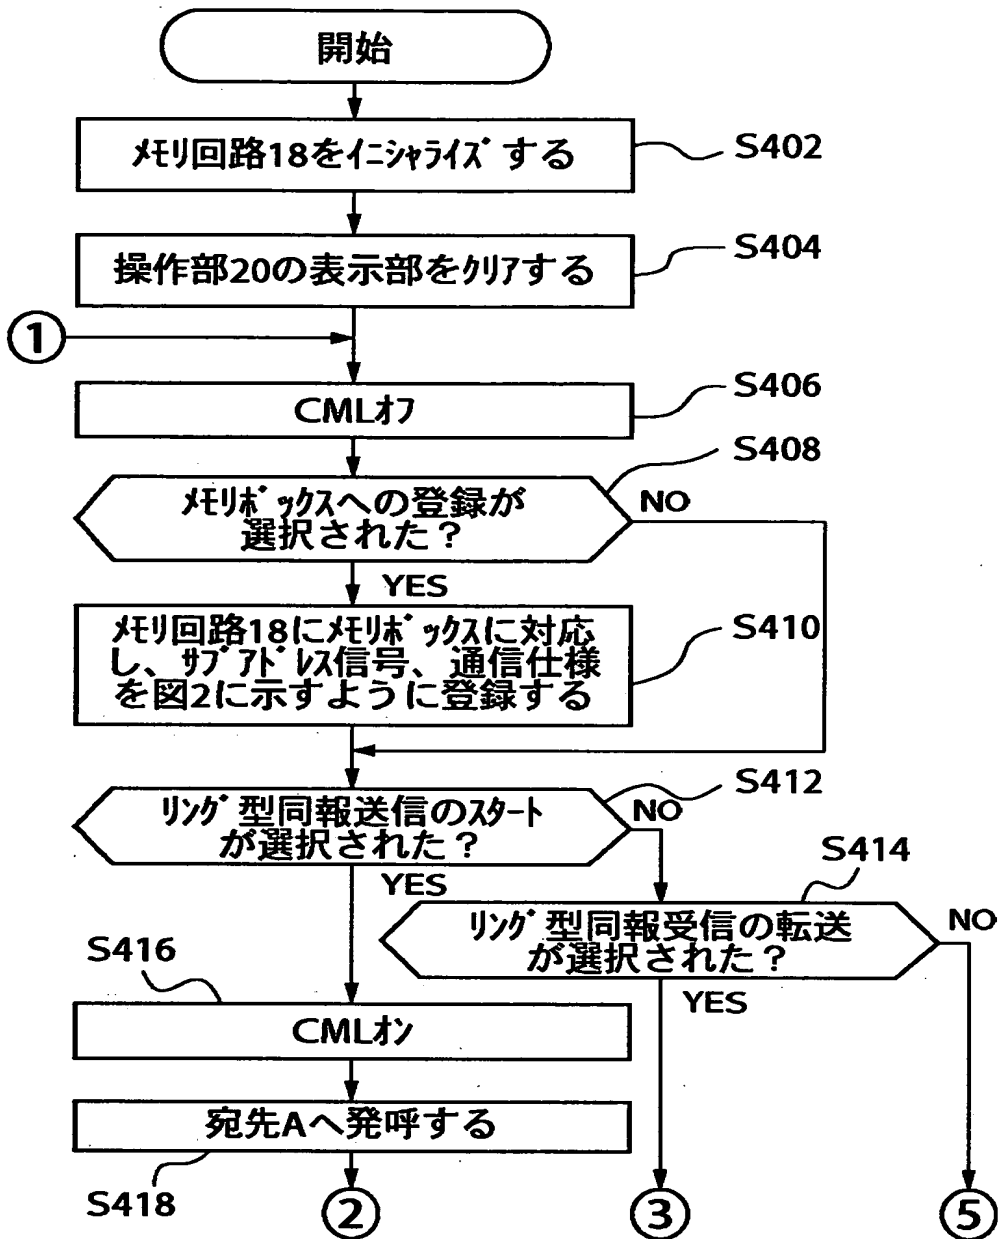 開始
ﾒﾓﾘ回路18をｲﾆｼｬﾗｲｽﾞする
S402
操作部20の表示部をｸﾘｱする
S404
①
CMLｵﾌ
S406
S408
ﾒﾓﾘﾎﾞｯｸｽへの登録が
選択された？
NO
YES
ﾒﾓﾘ回路18にﾒﾓﾘﾎﾞｯｸｽに対応
し、ｻﾌﾞｱﾄﾞﾚｽ信号、通信仕様
を図2に示すように登録する
S410
S412
ﾘﾝｸﾞ型同報送信のｽﾀｰﾄ
が選択された？
NO
YES
S414
ﾘﾝｸﾞ型同報受信の転送
が選択された？
NO
YES
S416
CMLｵﾝ
宛先Aへ発呼する
S418
②
③
⑤